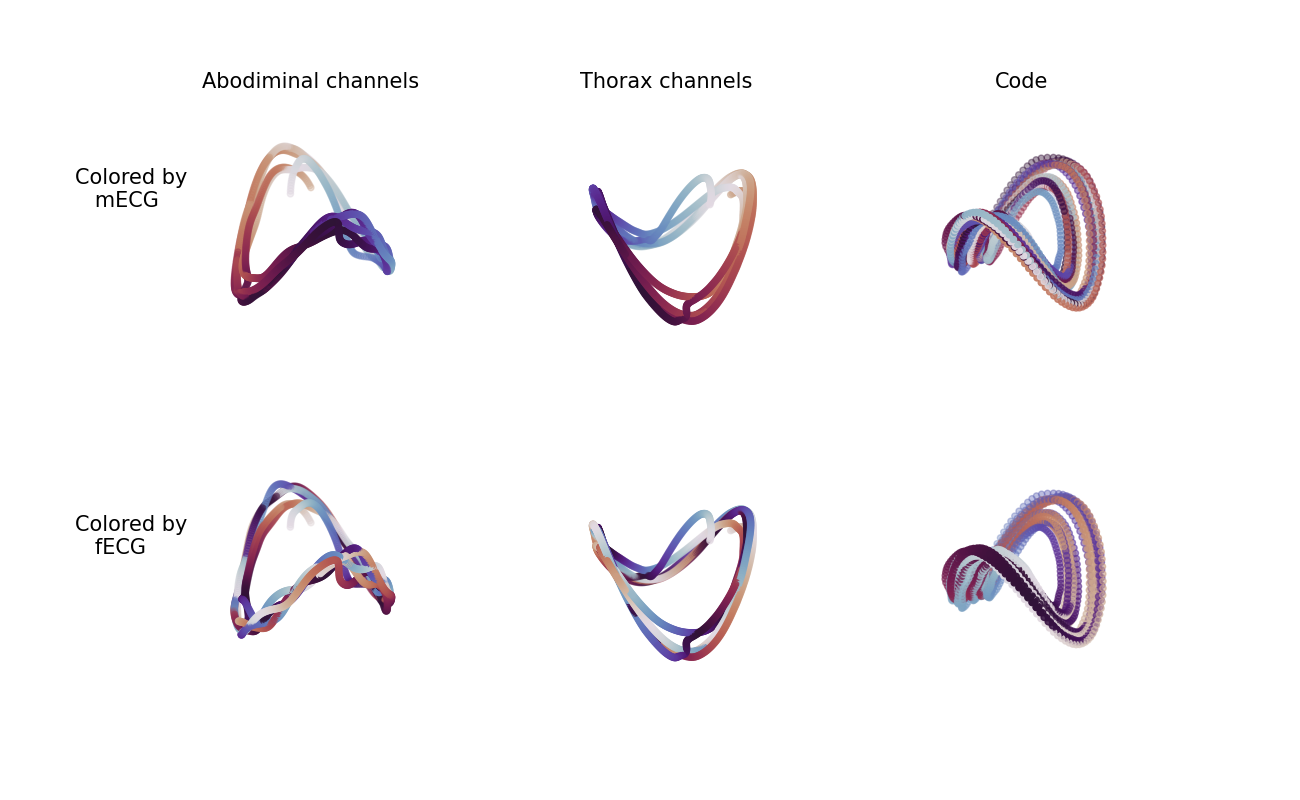 Abodiminal channels
Thorax channels
Code
Colored by
mECG
Colored by
fECG